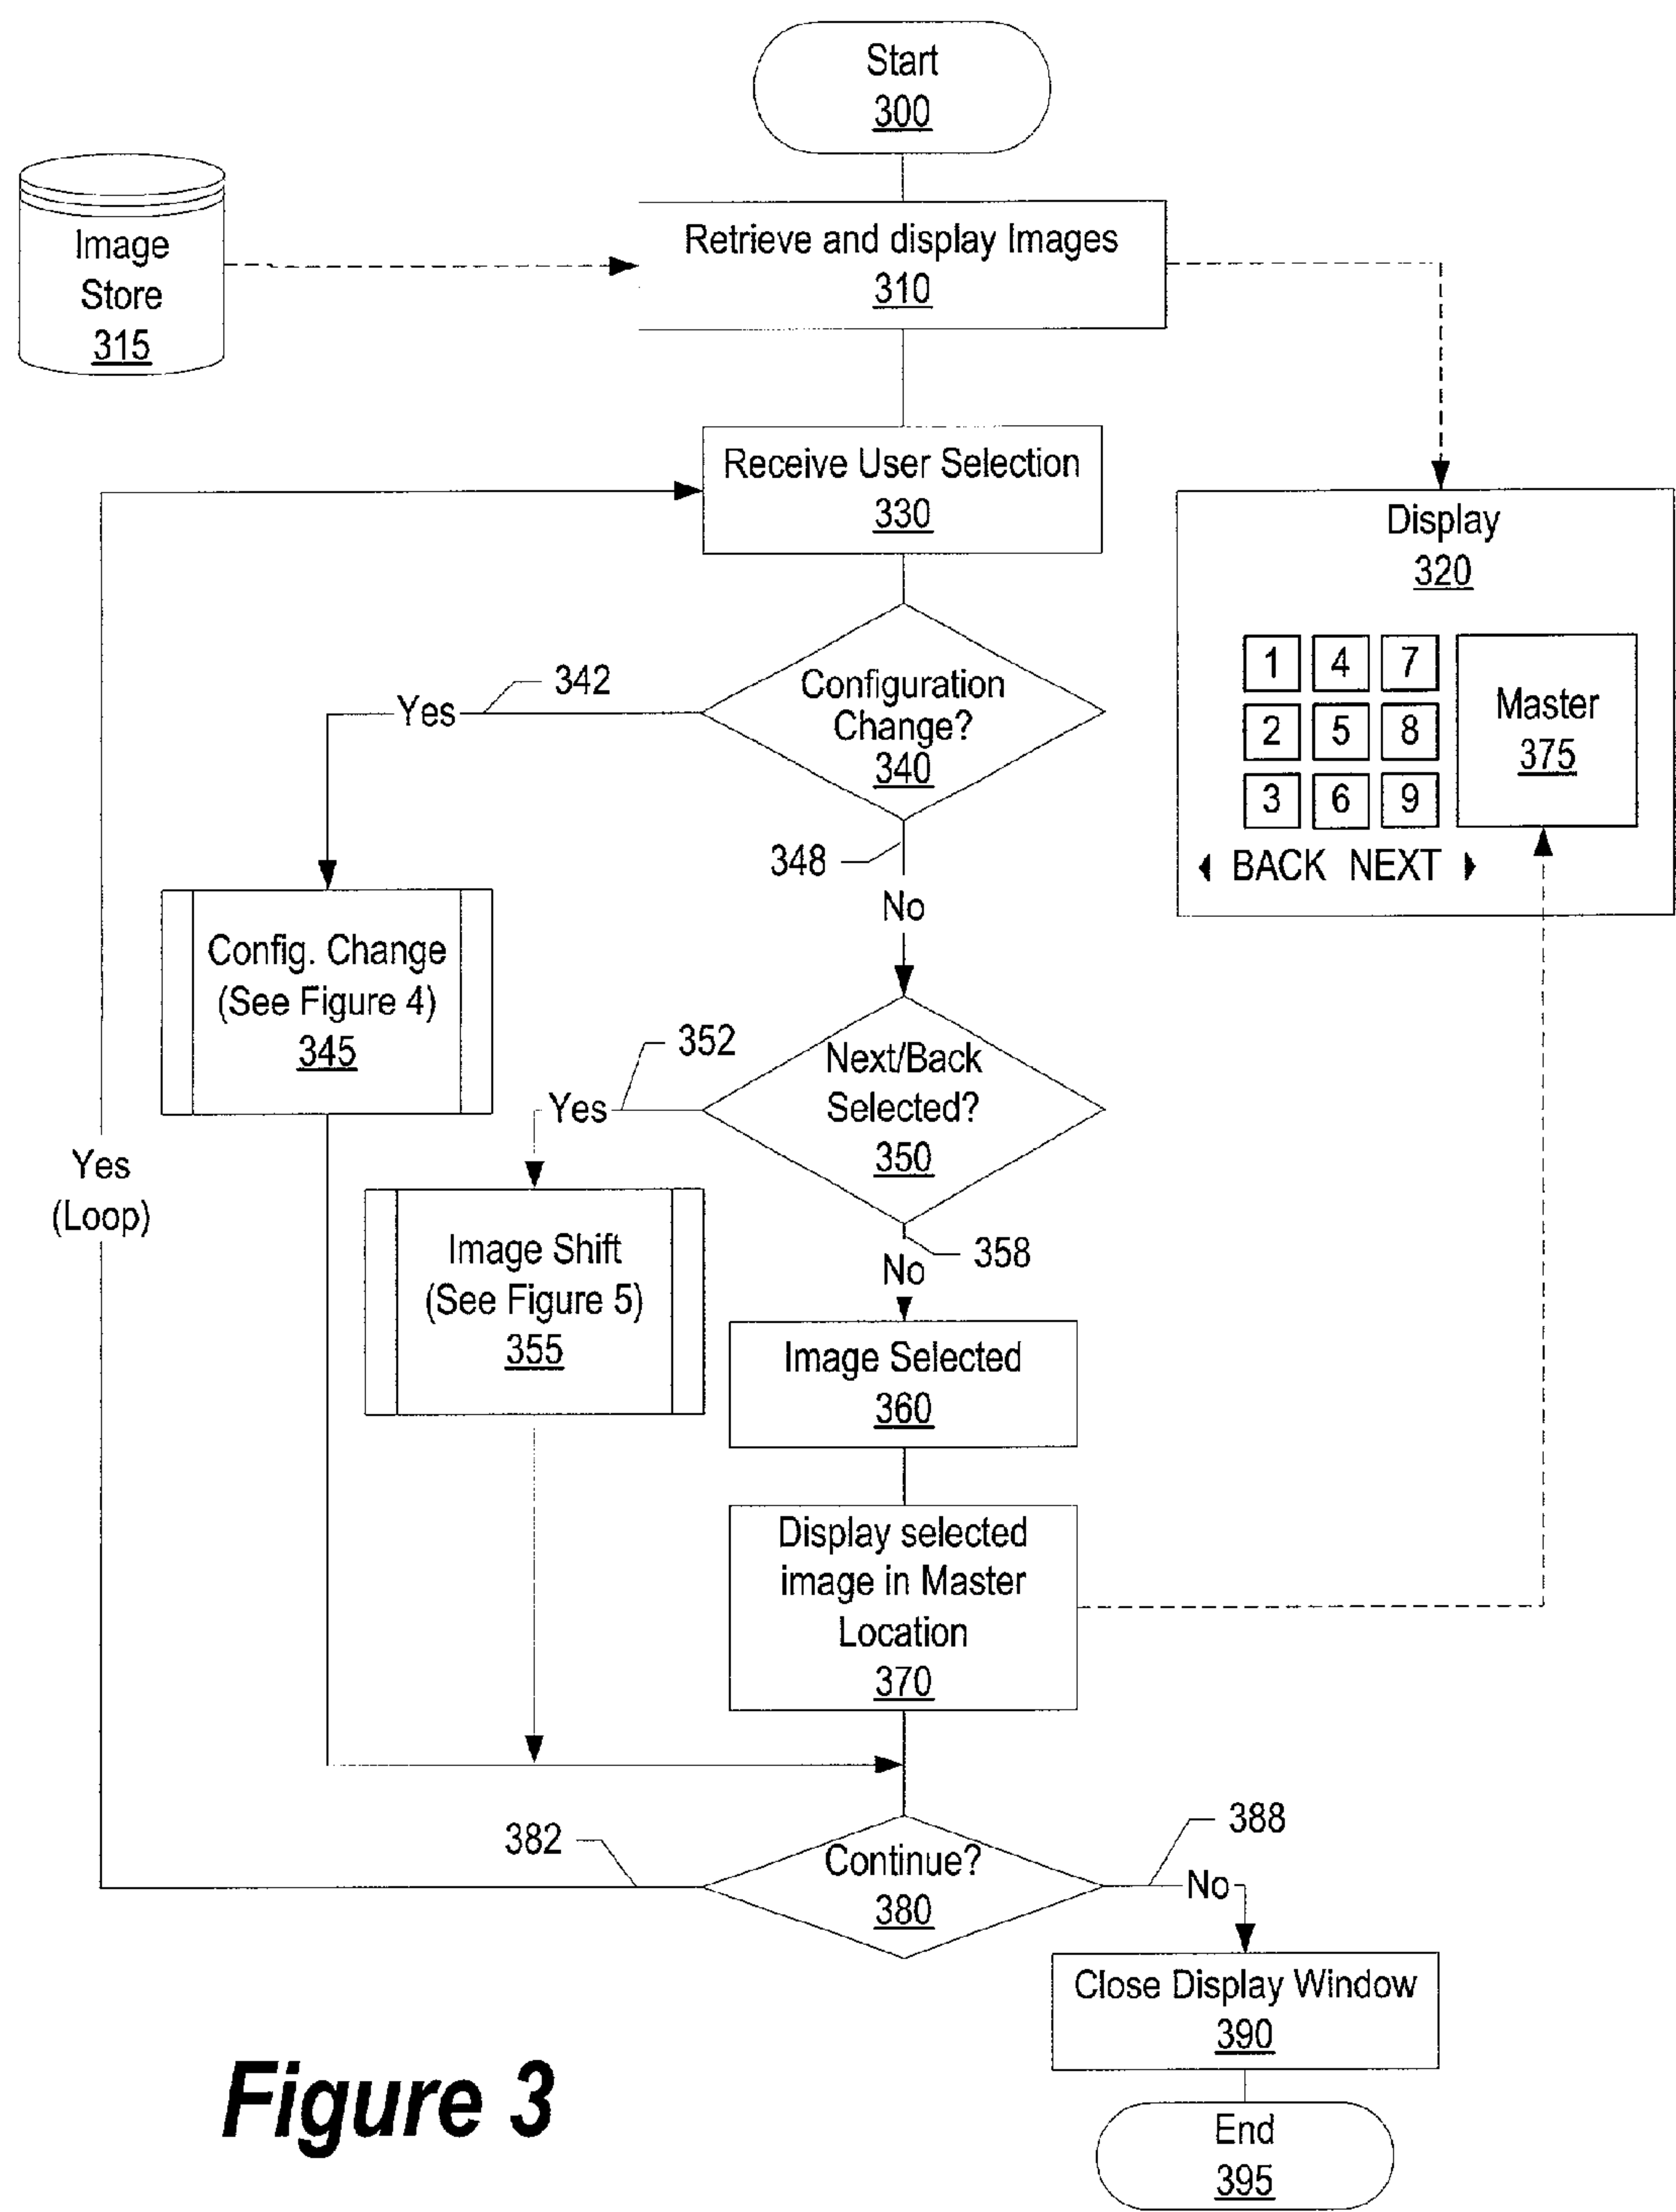 Start
300
Image
Store
315
Retrieve and display Images
310
Receive User Selection
330
Display
320
1 4 7
2 5 8
3 6 9
Master
375
BACK NEXT
Configuration
Change?
340
342
Yes
348
No
Config. Change
(See Figure 4)
345
Next/Back
Selected?
350
352
Yes
358
No
Yes
(Loop)
Image Shift
(See Figure 5)
355
Image Selected
360
Display selected
image in Master
Location
370
Continue?
380
382
388
No
Close Display Window
390
End
395
Figure 3